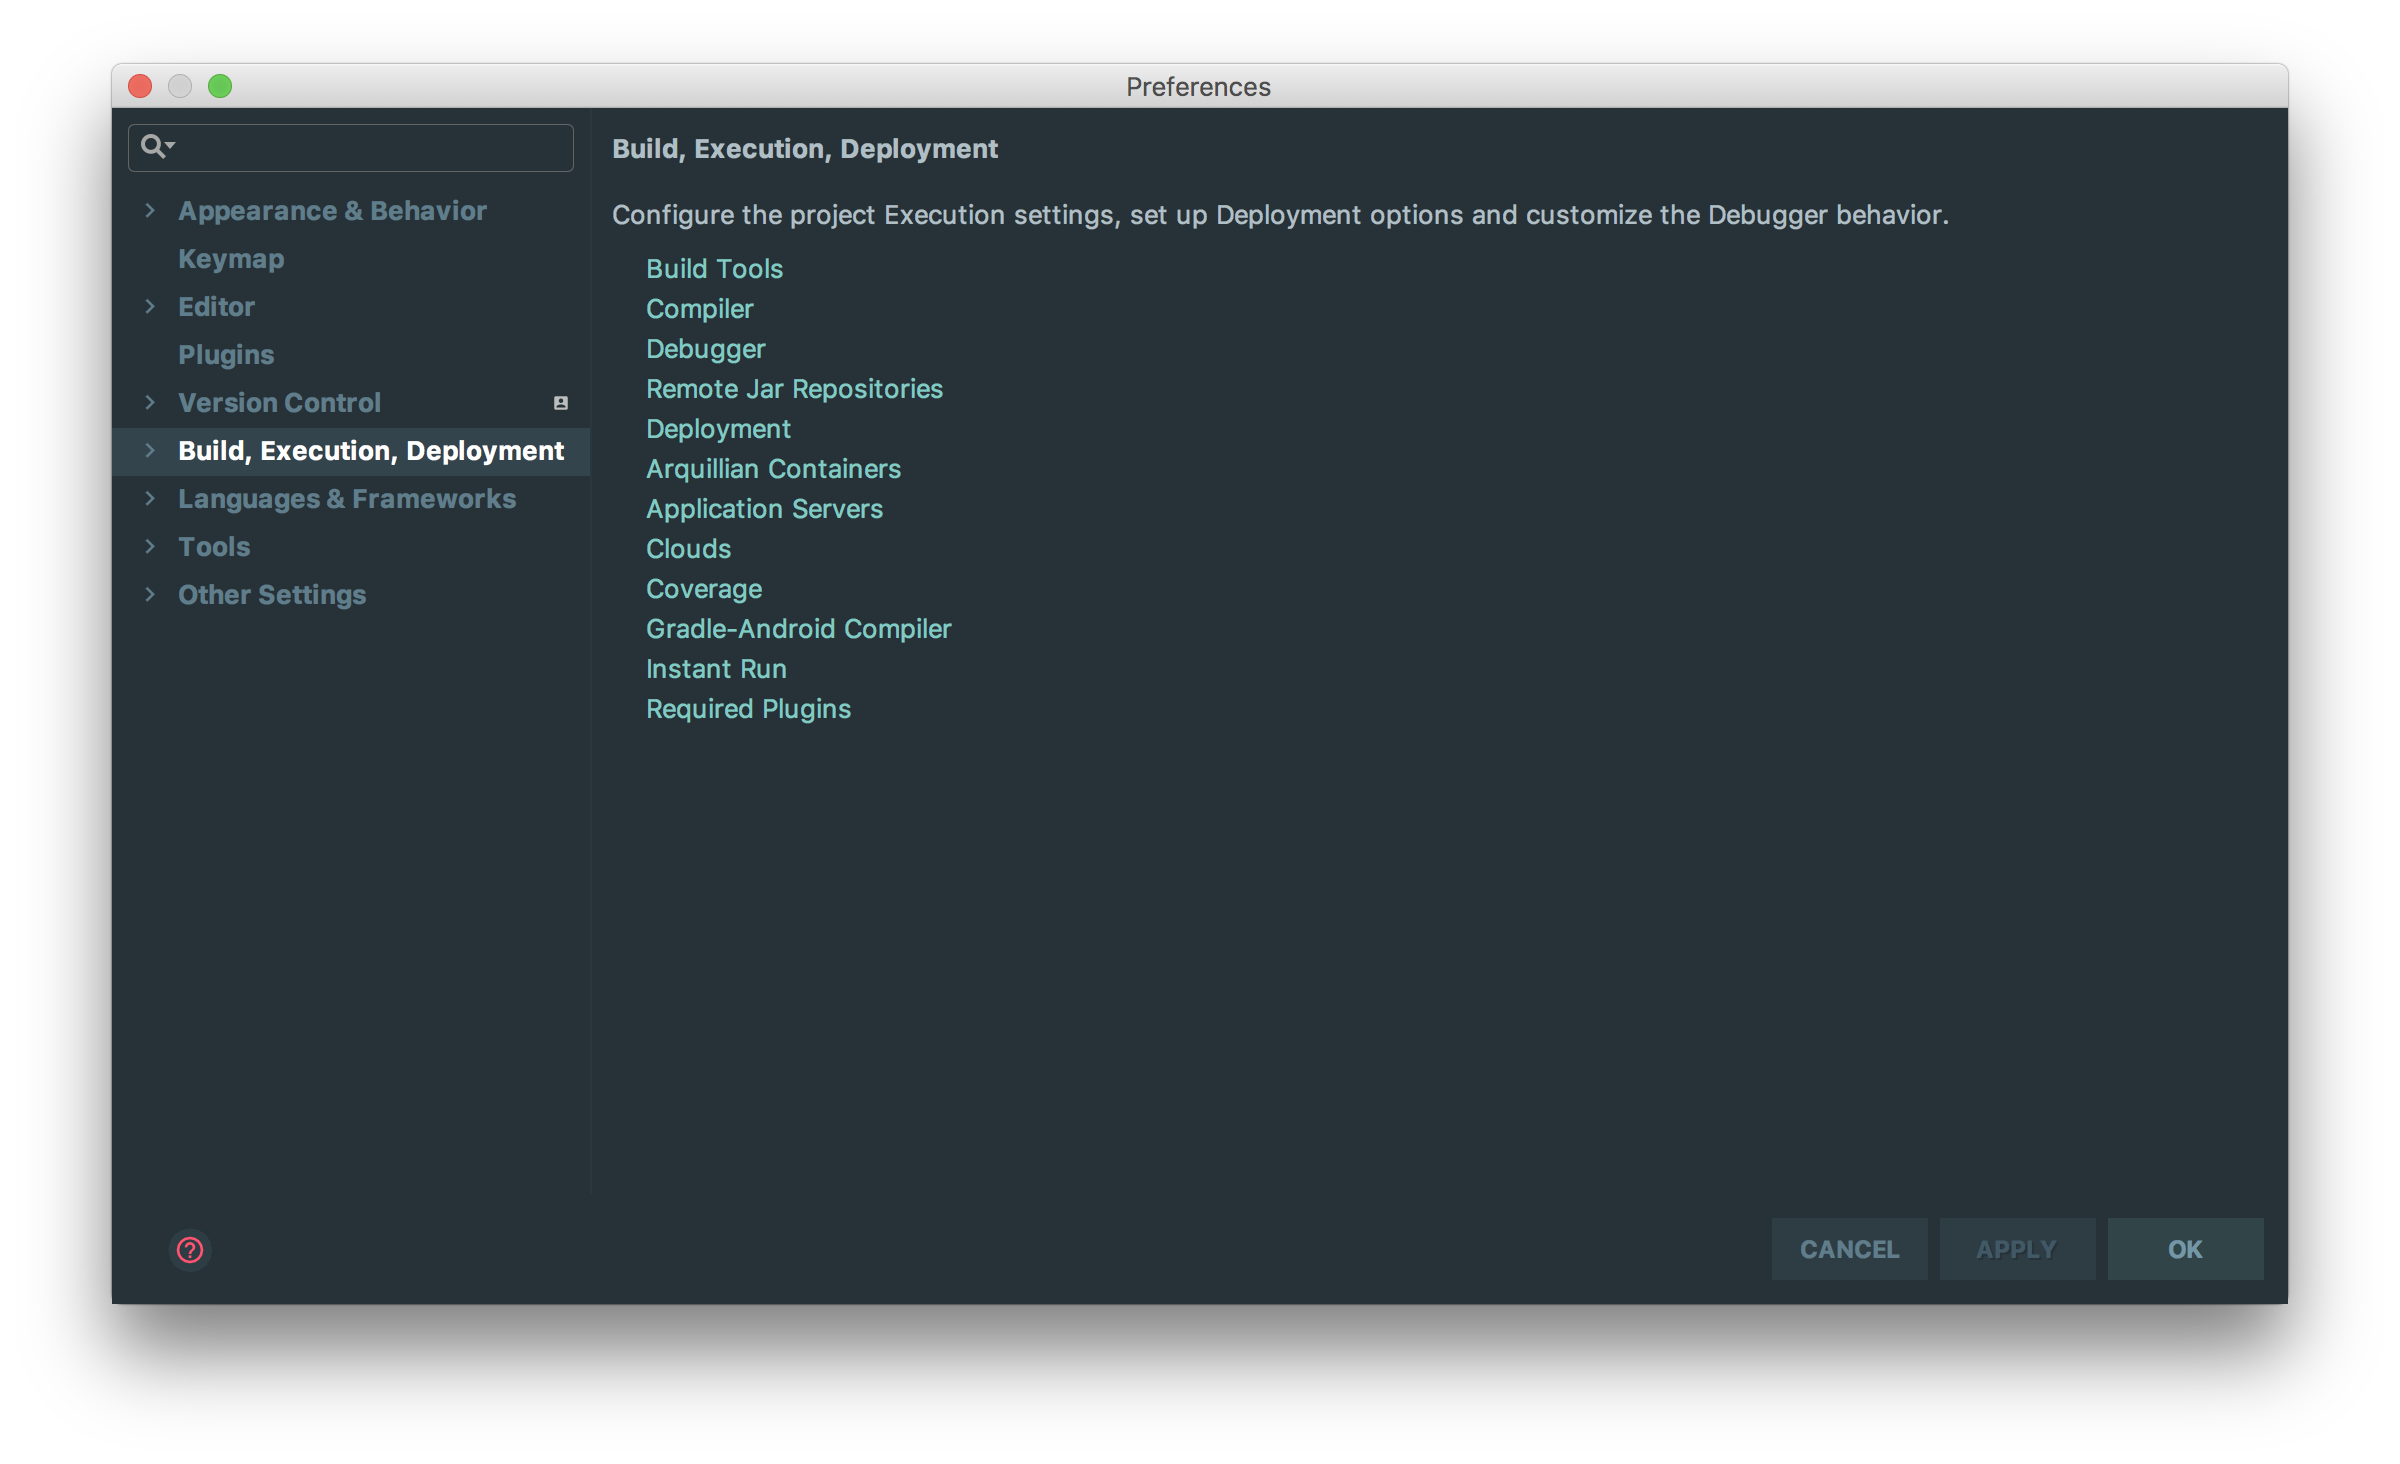 Preferences
Appearance & Behavior
Keymap
Editor
Plugins
Version Control
Build, Execution, Deployment
Languages & Frameworks
Tools
Other Settings
Build, Execution, Deployment
Configure the project Execution settings, set up Deployment options and customize the Debugger behavior.
Build Tools
Compiler
Debugger
Remote Jar Repositories
Deployment
Arquillian Containers
Application Servers
Clouds
Coverage
Gradle-Android Compiler
Instant Run
Required Plugins
?
CANCEL APPLY OK